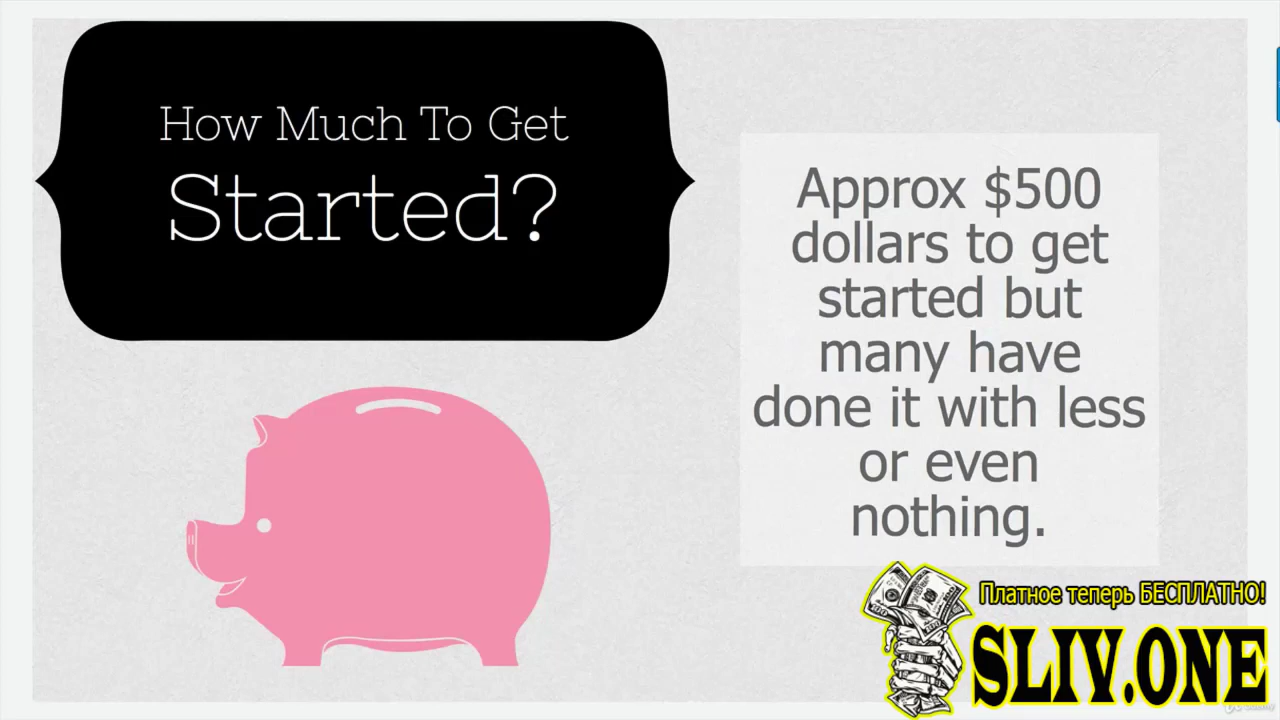 How Much To Get
Started?
Approx $500
dollars to get
started but
many have
done it with less
or even
nothing.
Платное теперь БЕСПЛАТНО!
SLIV.ONE